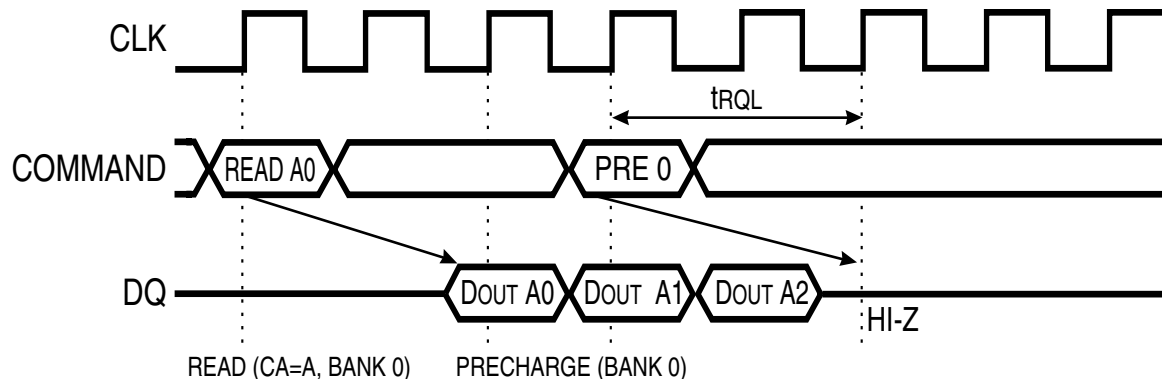 CLK
tRQL
COMMAND READ A0 PRE 0
DQ DOUT A0 DOUT A1 DOUT A2
HI-Z
READ (CA=A, BANK 0) PRECHARGE (BANK 0)